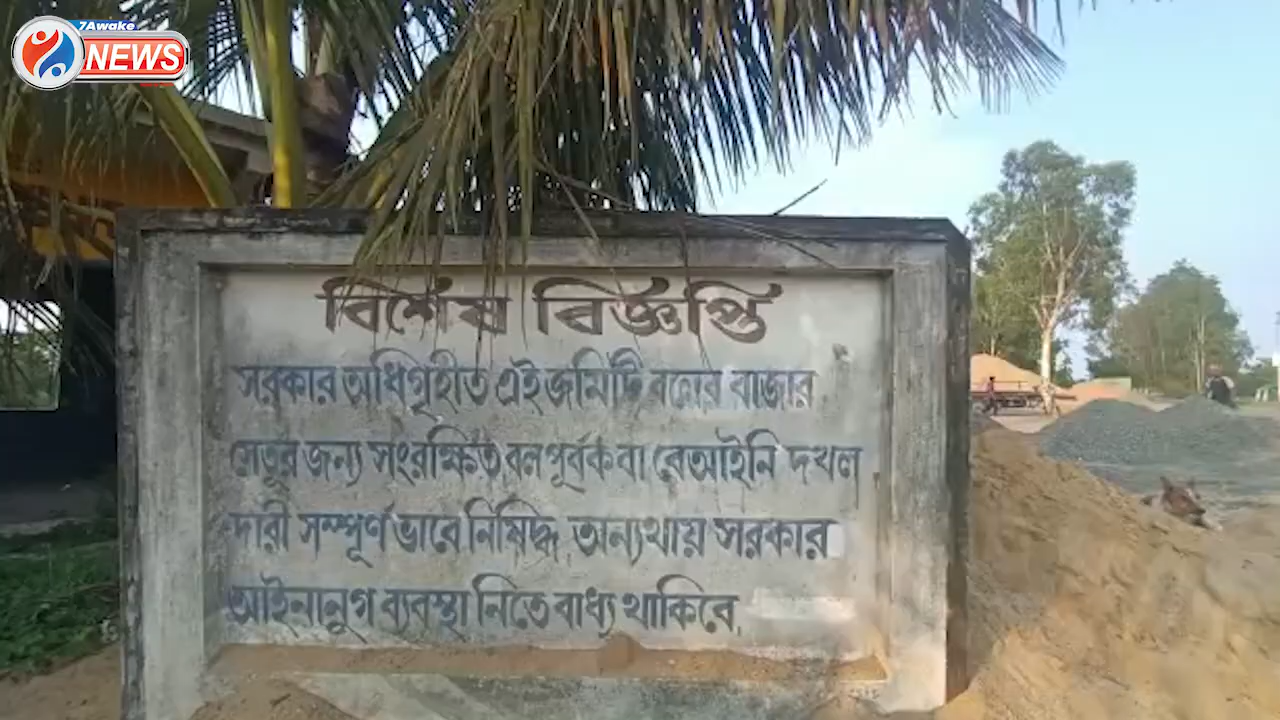 7Awake
NEWS
বিশেষ বিজ্ঞপ্তি
সরকার অধিগৃহীত এই জমিটি বন্নের বাজার
সেতুর জন্য সংরক্ষিত, বল পূর্বক বা বেআইনি দখল
দারী সম্পূর্ণ ভাবে নিষিদ্ধ, অন্যথায় সরকার
আইনানুগ ব্যবস্থা নিতে বাধ্য থাকিবে,